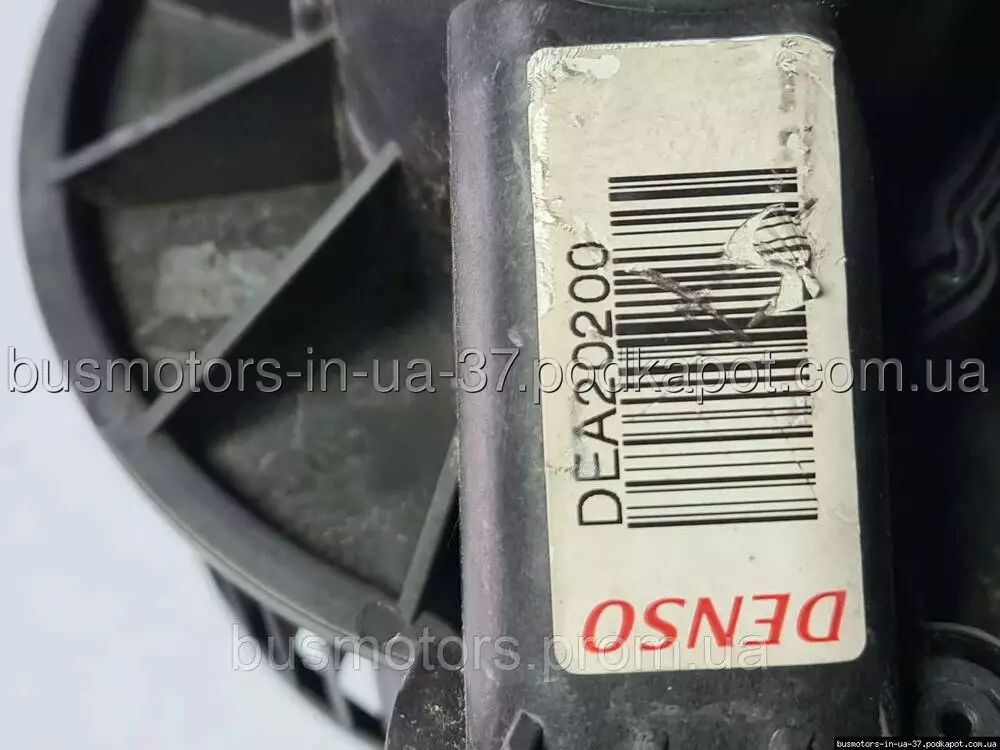 DEA20200
DENSO
busmotors-in-ua-37.podkapot.com.ua
busmotors.prom.ua
busmotors-in-ua-37.podkapot.com.ua